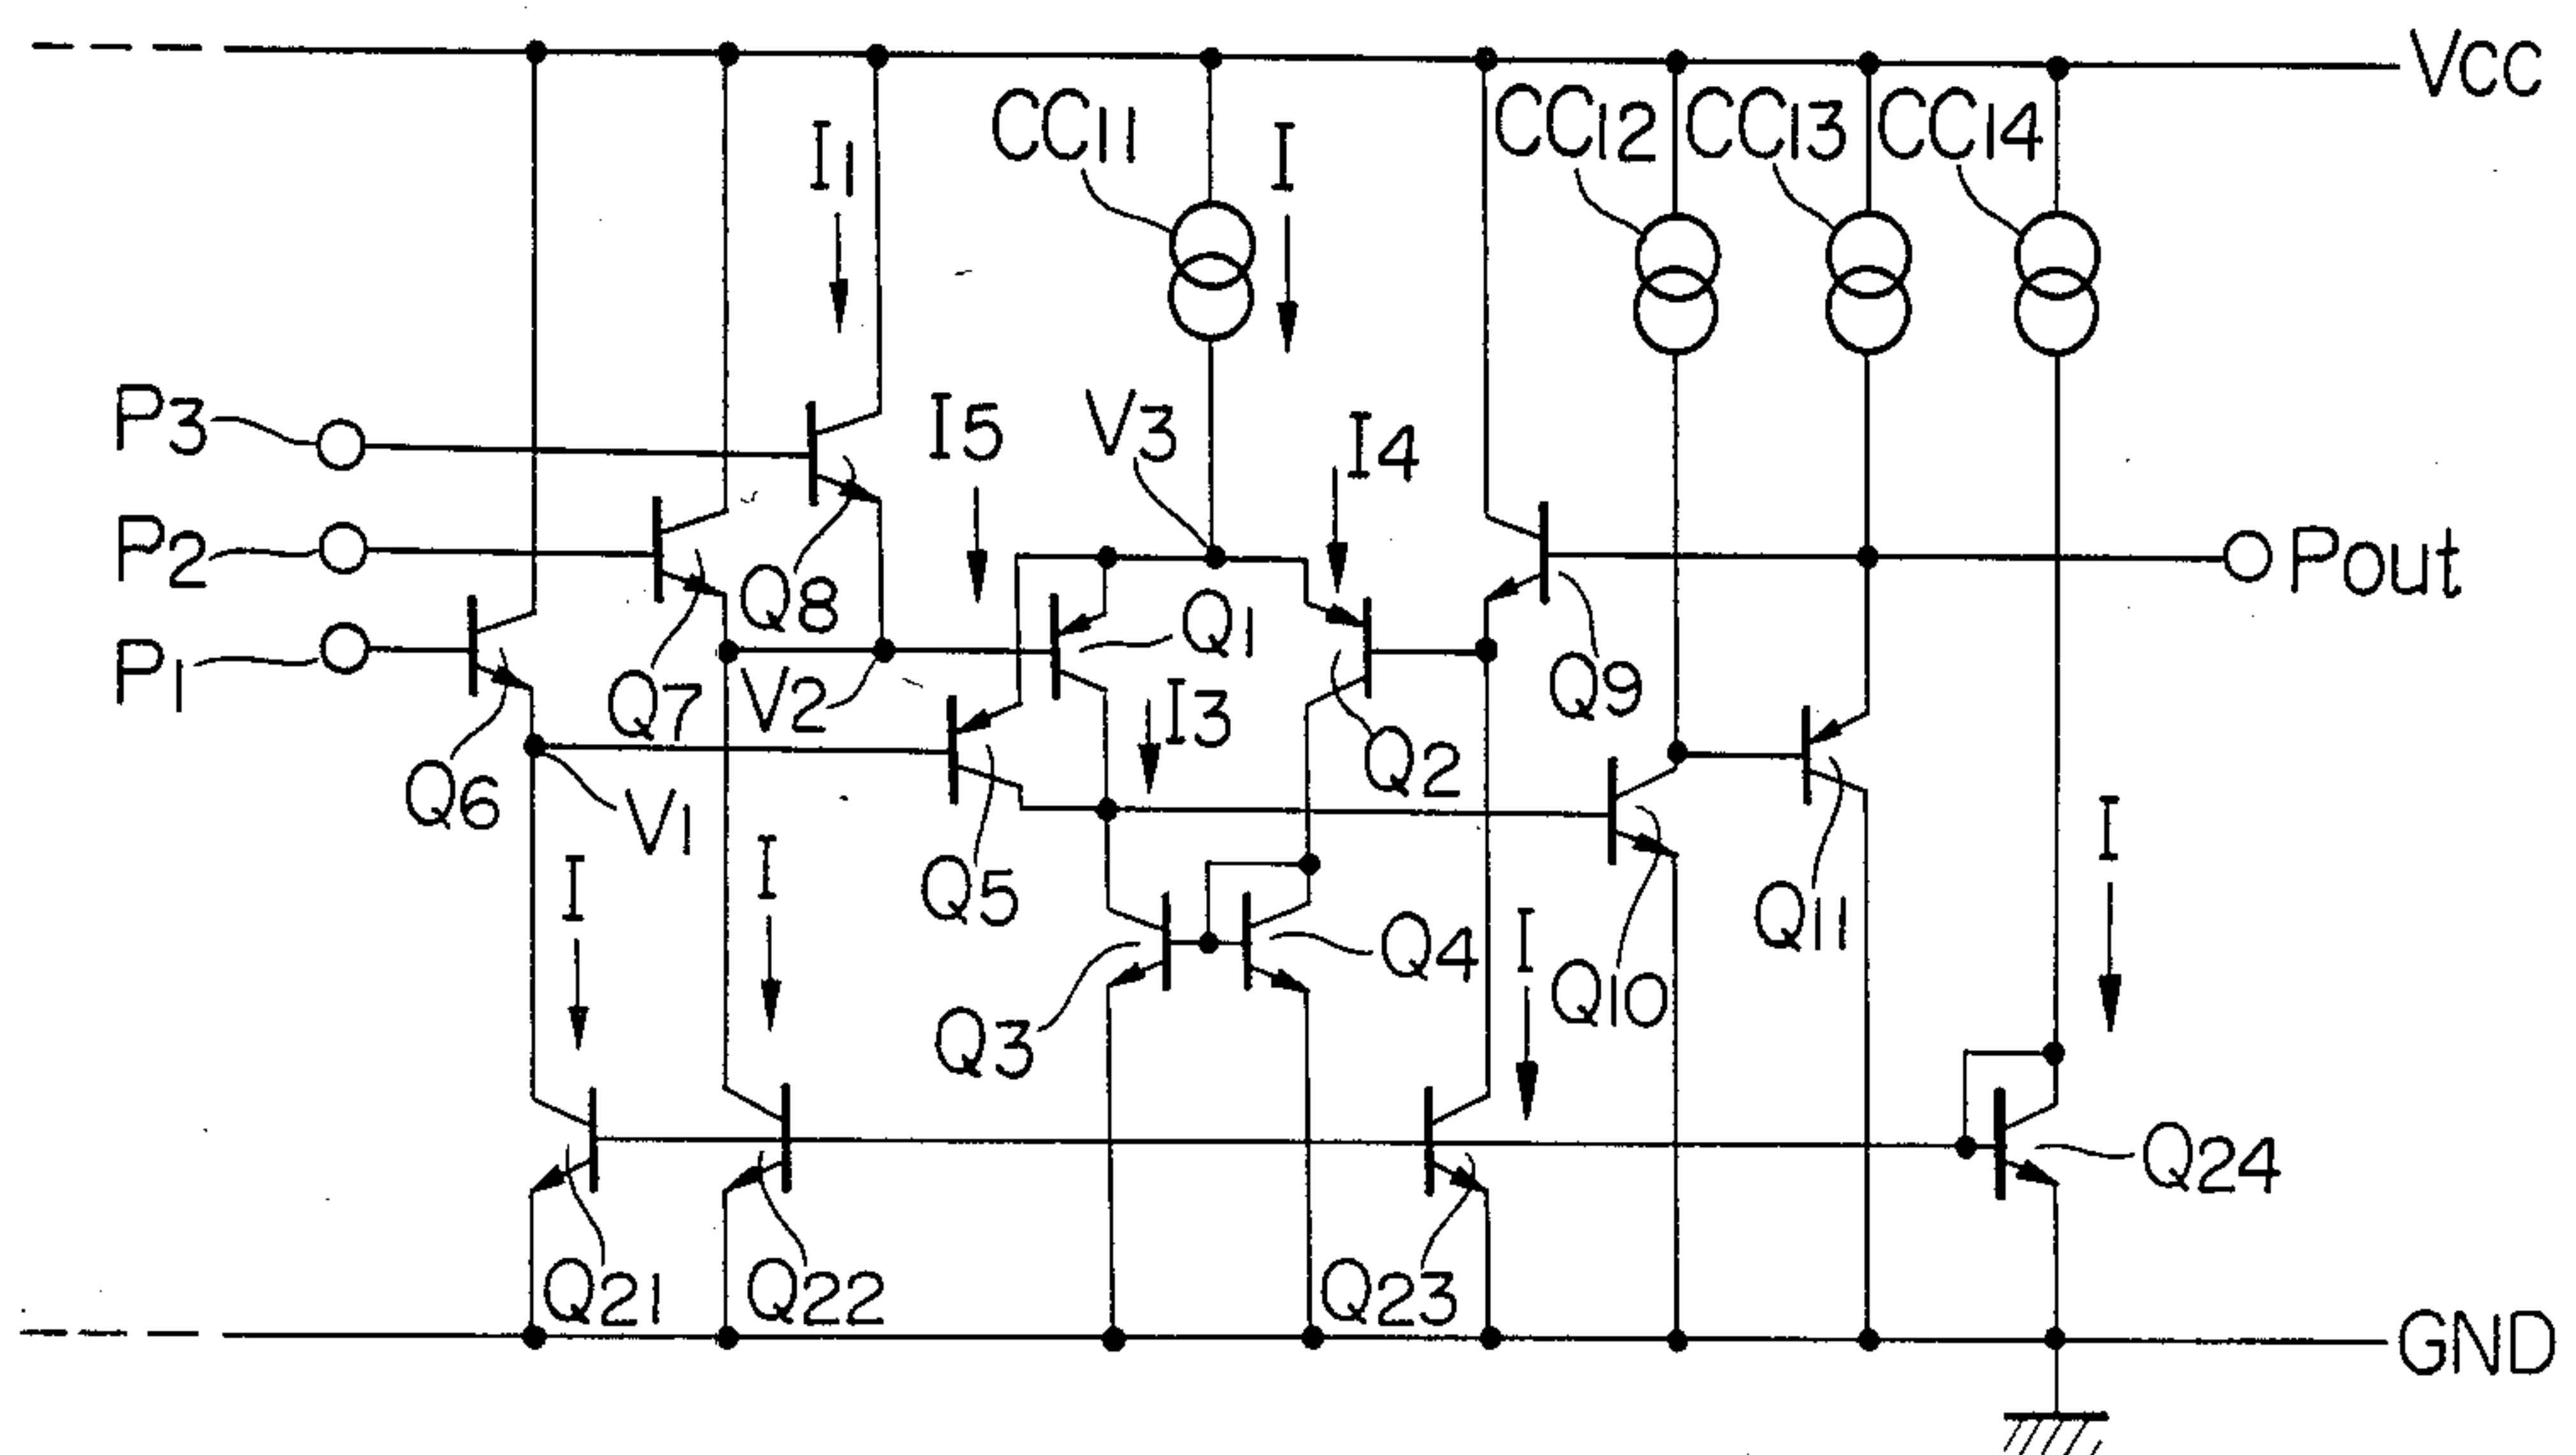 VCC
CC11
I
CC12
CC13
CC14
I1
P3
I5
V3
I4
P2
Q8
Q1
Pout
P1
Q7
V2
I3
Q9
Q6
V1
Q2
I
I
Q5
I
Q11
I
Q4
Q10
Q3
Q24
Q21
Q22
Q23
GND